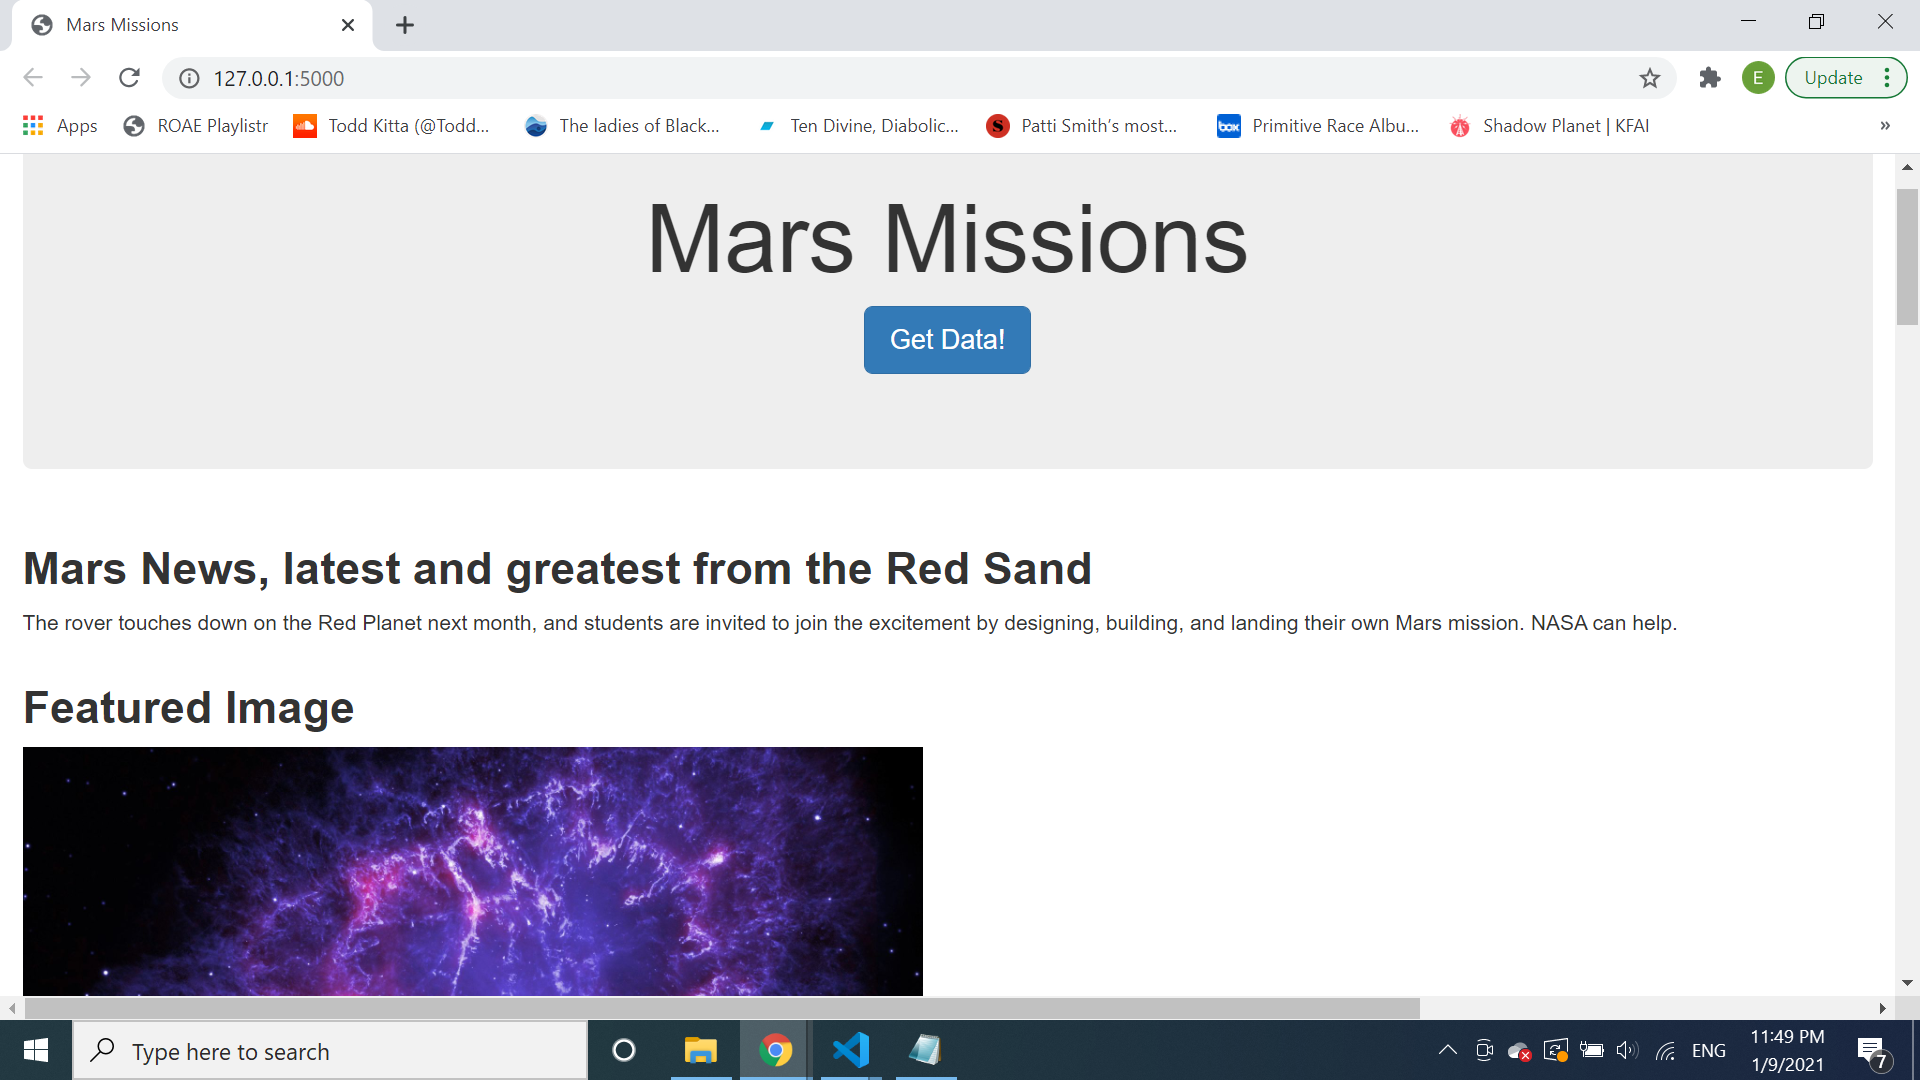 Mars Missions
127.0.0.1:5000
E
Update
Apps
ROAE Playlistr
Todd Kitta (@Todd...
The ladies of Black...
Ten Divine, Diabolic...
S
Patti Smith’s most...
box
Primitive Race Albu...
Shadow Planet | KFAI
»
Mars Missions
Get Data!
Mars News, latest and greatest from the Red Sand
The rover touches down on the Red Planet next month, and students are invited to join the excitement by designing, building, and landing their own Mars mission. NASA can help.
Featured Image
Type here to search
ENG
11:49 PM
1/9/2021
7